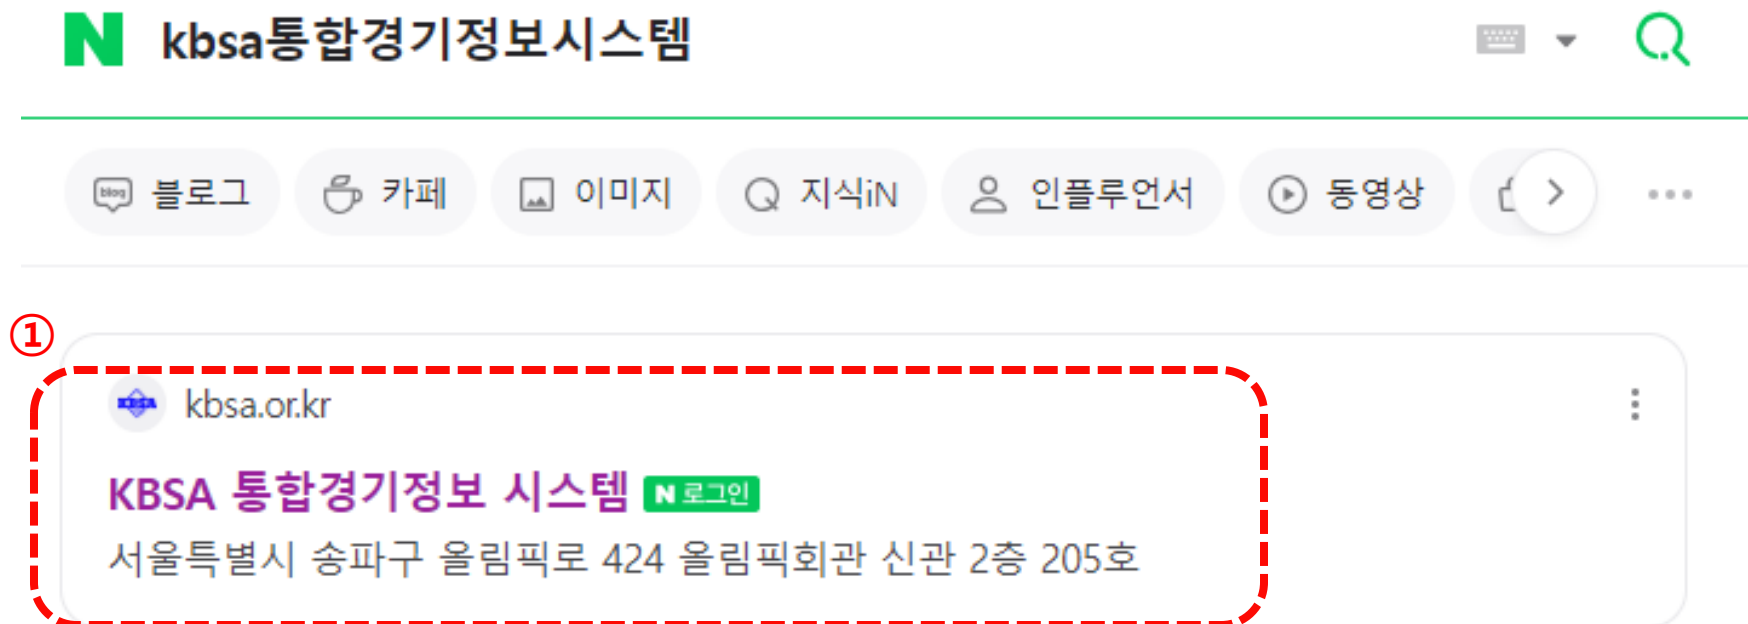 N kbsa통합경기정보시스템
blog 블로그 카페 이미지 지식iN 인플루언서 동영상
①
KBSA kbsa.or.kr
KBSA 통합경기정보 시스템 N 로그인
서울특별시 송파구 올림픽로 424 올림픽회관 신관 2층 205호